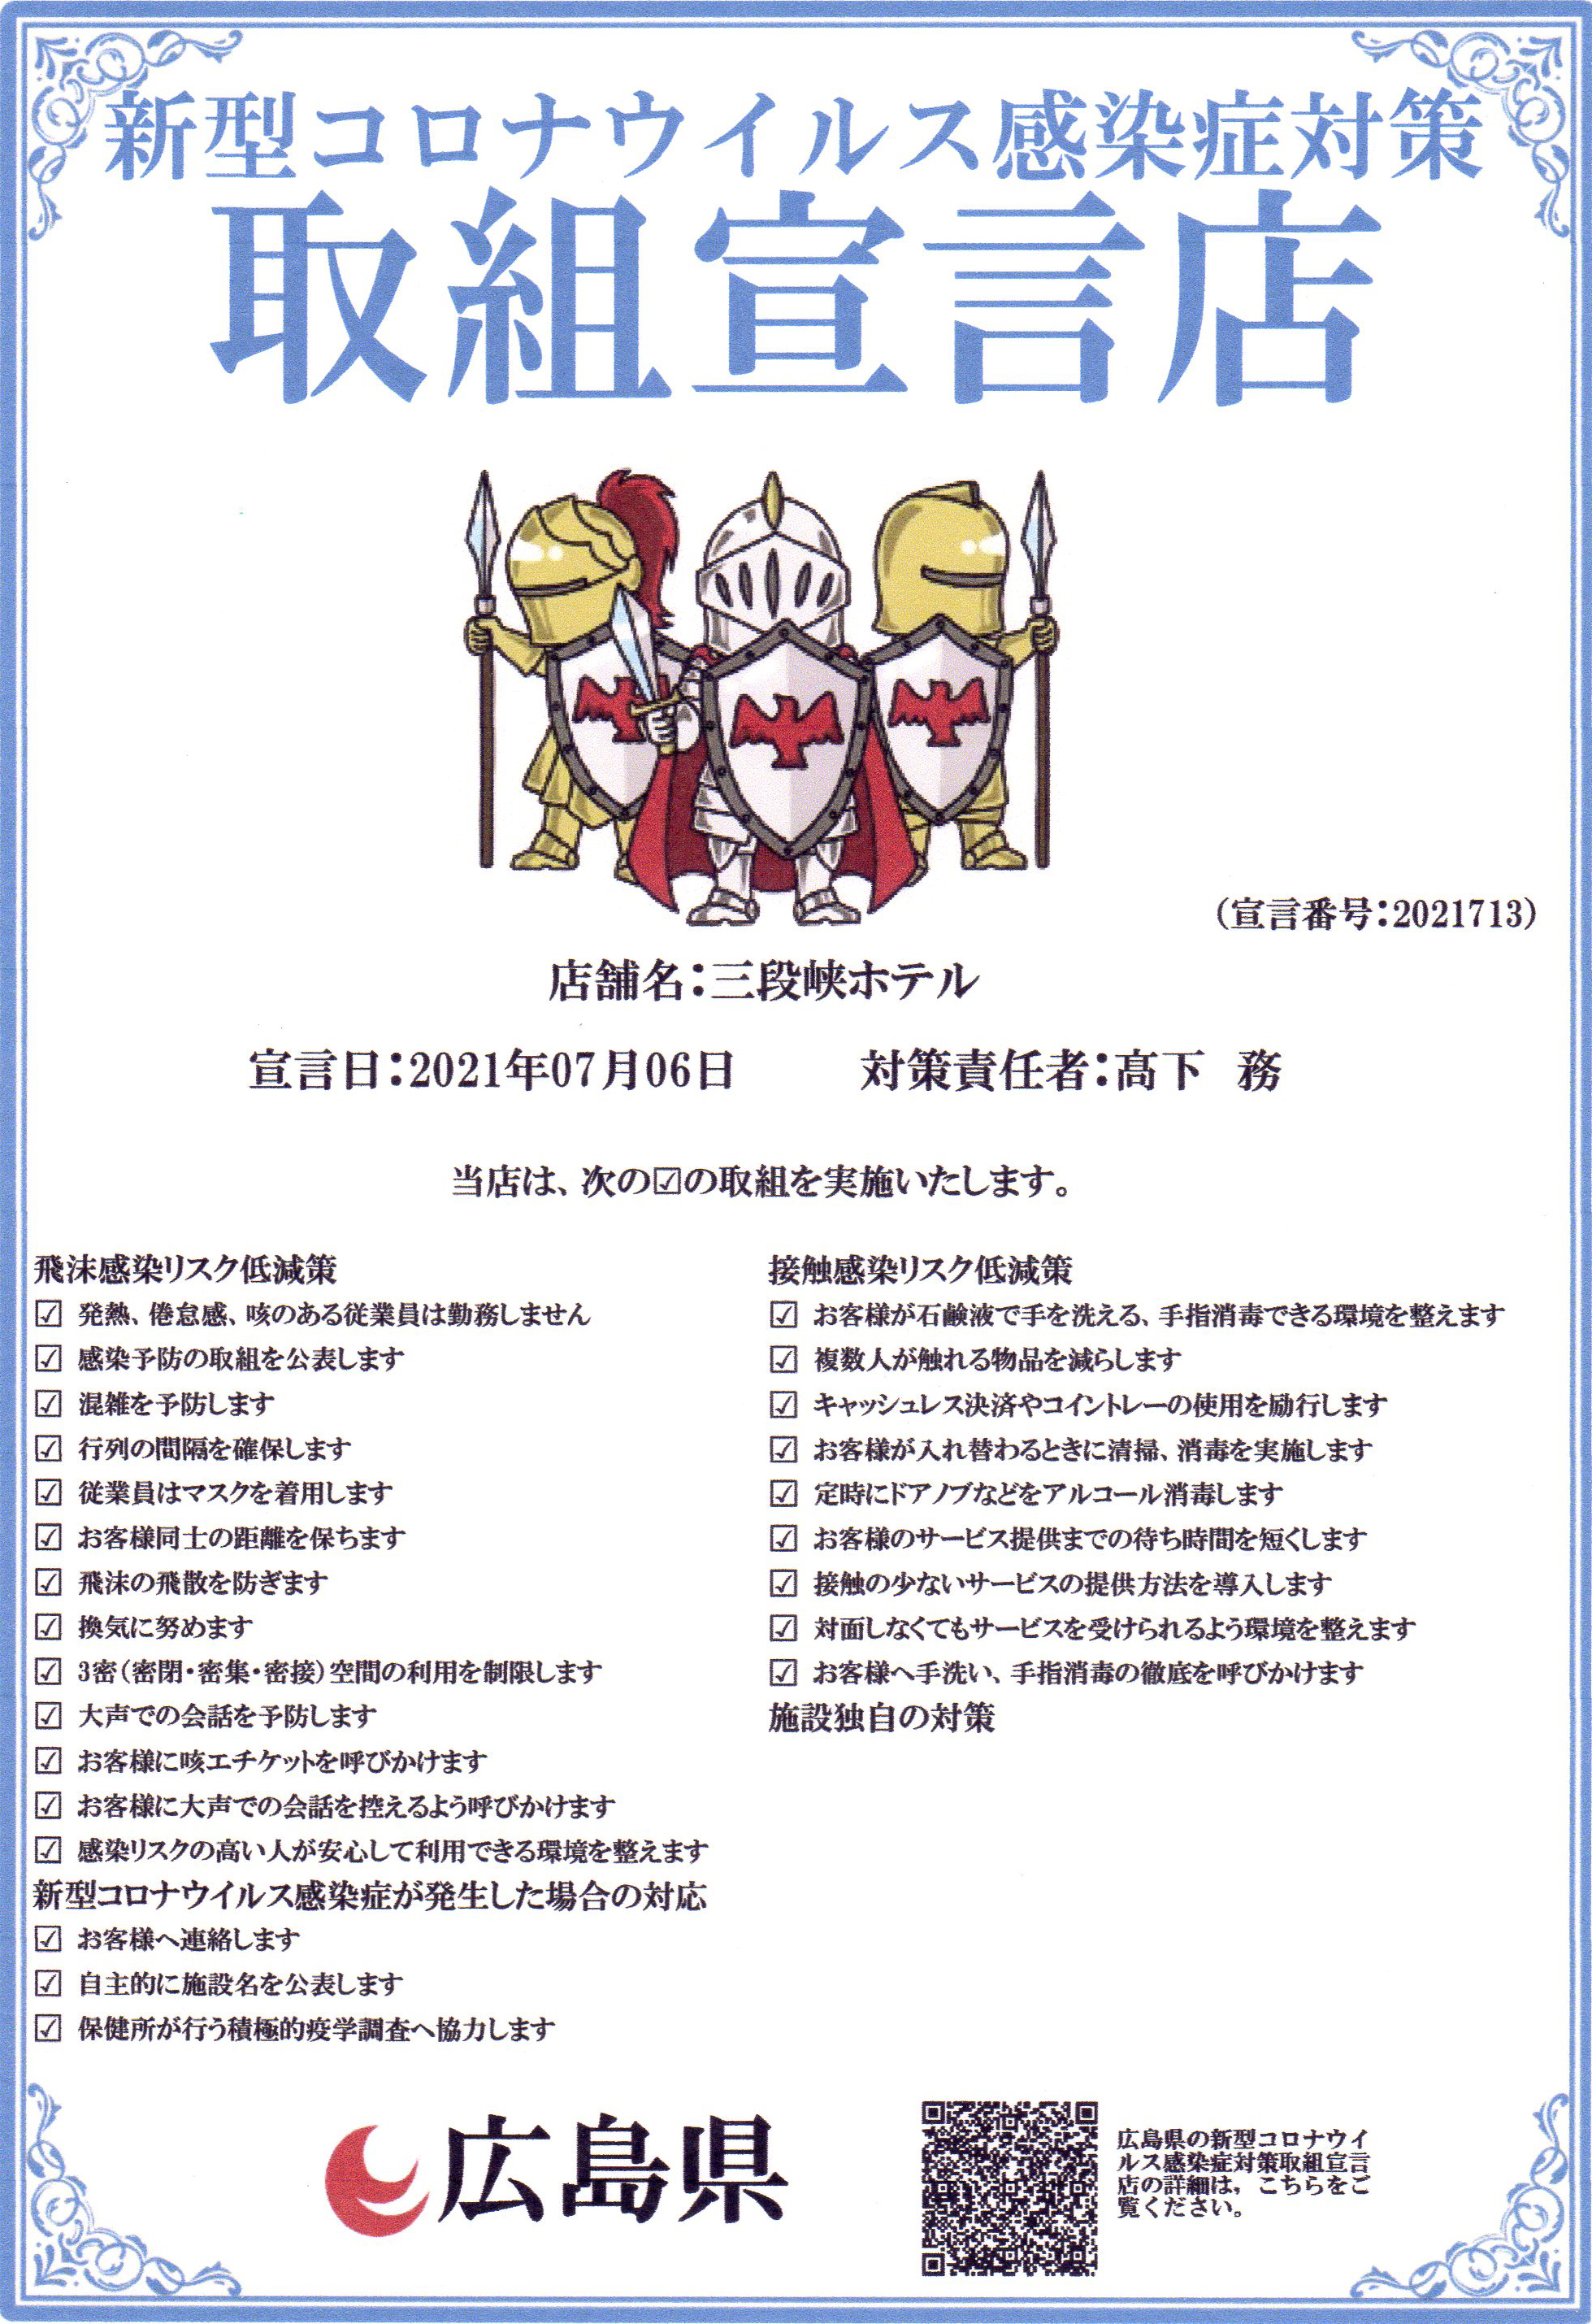 新型コロナウイルス感染症対策
取組宣言店
（宣言番号：2021713）
店舗名：三段峡ホテル
宣言日：2021年07月06日　対策責任者：髙下　務
当店は、次の☑の取組を実施いたします。
飛沫感染リスク低減策
☑ 発熱、倦怠感、咳のある従業員は勤務しません
☑ 感染予防の取組を公表します
☑ 混雑を予防します
☑ 行列の間隔を確保します
☑ 従業員はマスクを着用します
☑ お客様同士の距離を保ちます
☑ 飛沫の飛散を防ぎます
☑ 換気に努めます
☑ 3密（密閉・密集・密接）空間の利用を制限します
☑ 大声での会話を予防します
☑ お客様に咳エチケットを呼びかけます
☑ お客様に大声での会話を控えるよう呼びかけます
☑ 感染リスクの高い人が安心して利用できる環境を整えます
新型コロナウイルス感染症が発生した場合の対応
☑ お客様へ連絡します
☑ 自主的に施設名を公表します
☑ 保健所が行う積極的疫学調査へ協力します
接触感染リスク低減策
☑ お客様が石鹸液で手を洗える、手指消毒できる環境を整えます
☑ 複数人が触れる物品を減らします
☑ キャッシュレス決済やコイントレーの使用を励行します
☑ お客様が入れ替わるときに清掃、消毒を実施します
☑ 定時にドアノブなどをアルコール消毒します
☑ お客様のサービス提供までの待ち時間を短くします
☑ 接触の少ないサービスの提供方法を導入します
☑ 対面しなくてもサービスを受けられるよう環境を整えます
☑ お客様へ手洗い、手指消毒の徹底を呼びかけます
施設独自の対策
広島県
広島県の新型コロナウイ
ルス感染症対策取組宣言
店の詳細は，こちらをご
覧ください。